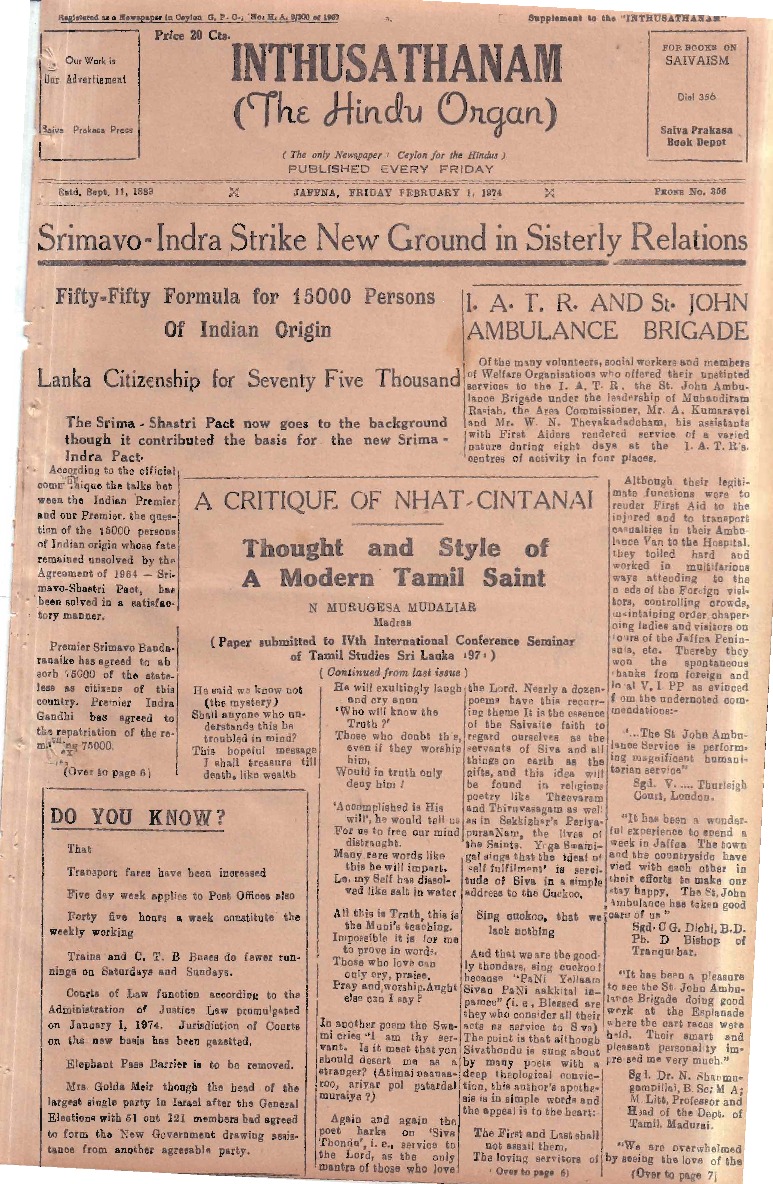 Registered as a Newspaper in Ceylon G. P. O., No: H. A. 9/300 of 1969
Supplement to the "INTHUSATHANAM"
Our Work is
Our Advertisment
Saiva Prakasa Press
Price 20 Cts.
INTHUSATHANAM
(The Hindu Organ)
( The only Newspaper Ceylon for the Hindus )
PUBLISHED EVERY FRIDAY
FOR BOOKS ON
SAIVAISM
Dial 356
Saiva Prakasa
Book Depot
Estd. Sept. 11, 1889
JAFFNA, FRIDAY FEBRUARY 1, 1974
PHONE No. 356
Srimavo-Indra Strike New Ground in Sisterly Relations
Fifty-Fifty Formula for 15000 Persons
Of Indian Origin
Lanka Citizenship for Seventy Five Thousand
The Srima - Shastri Pact now goes to the background
though it contributed the basis for the new Srima -
Indra Pact.
According to the official
the talks bet
ween the Indian Premier
and our Premier, the ques-
tion of the 15000 persons
of Indian origin whose fate
remained unsolved by the
Agreement of 1964 — Sri-
mavo-Shastri Pact, has
been solved in a satisfac-
tory manner.
Premier Srimavo Banda-
ranaike has agreed to ab
sorb 75000 of the state-
less as citizens of this
country. Premier Indra
Gandhi has agreed to
the repatriation of the re-
75000.
(Over to page 6)
DO YOU KNOW?
That
Transport fares have been increased
Five day week applies to Post Offices also
Forty five hours a week constitute the
weekly working
Trains and C. T. B Buses do fewer run-
nings on Saturdays and Sundays.
Courts of Law function according to the
Administration of Justice Law promulgated
on January 1, 1974. Jurisdiction of Courts
on the new basis has been gazetted.
Elephant Pass Barrier is to be removed.
Mrs. Golda Meir though the head of the
largest single party in Israel after the General
Elections with 51 out 121 members had agreed
to form the New Government drawing assis-
tance from another agreeable party.
A CRITIQUE OF NHAT-CINTANAI
Thought and Style of
A Modern Tamil Saint
N MURUGESA MUDALIAR
Madras
(Paper submitted to IVth International Conference Seminar
of Tamil Studies Sri Lanka 1971)
( Continued from last issue )
He said we know not
(the mystery)
Shall anyone who un-
derstands this be
troubled in mind?
This hopeful message
I shall treasure till
death, like wealth
He will exultingly laugh
and cry anon
'Who will know the
Truth ?'
Those who doubt this,
even if they worship
him,
Would in truth only
deny him !
'Accomplished is His
will', he would tell us
For us to free our mind
distraught.
Many rare words like
this he will impart.
Lo, my Self has dissol-
ved like salt in water
All this is Truth, this is
the Muni's teaching.
Impossible it is for me
to prove in words.
Those who love can
only cry, praise.
Pray and worship. Aught
else can I say ?
In another poem the Swa-
mi cries "I am thy ser-
vant. Is it meet that you
should desert me as a
stranger? (Atimai naanaa-
roo, ariyar pol patardal
muraiya ?)
Again and again the
poet harks on 'Siva
Thondu', i. e., service to
the Lord, as the only
mantra of those who love
the Lord. Nearly a dozen
poems have this recurr-
ing theme It is the essence
of the Saivaite faith to
regard ourselves as the
servants of Siva and all
things on earth as the
gifts, and this idea will
be found in religious
poetry like Theevaram
and Thiruvasagam as well
as in Sekkizhar's Periya-
puraaNam, the lives of
the Saints. Yoga Swami-
gal sings that the ideal of
self fulfilment' is servi-
tude of Siva in a simple
address to the Cuckoo.
Sing cuckoo, that we
lack nothing
And that we are the good-
ly thondars, sing cuckoo!
because "PaNi Yellaam
Sivan PaNi aakkital is-
pamee" (i. e., Blessed are
they who consider all their
acts as service to Siva)
The point is that although
Sivathondu is sung about
by many poets with a
deep theological convic-
tion, this author's apothe-
sis is in simple words and
the appeal is to the heart:
The First and Last shall
not assail them,
The loving servitors of
( Over to page 6)
I. A. T. R. AND St. JOHN
AMBULANCE BRIGADE
Of the many volunteers, social workers and members
of Welfare Organisations who offered their unstinted
services to the I. A. T. R., the St. John Ambu-
lance Brigade under the leadership of Muhandiram
Rasiah, the Area Commissioner, Mr. A. Kumaravel
and Mr. W. N. Thevakadadcham, his assistants
with First Aiders rendered service of a varied
nature during eight days at the I. A. T. R's.
centres of activity in four places.
Although their legiti-
mate functions were to
render First Aid to the
injured and to transport
casualties in their Ambu-
lance Van to the Hospital,
they toiled hard and
worked in multifarious
ways attending to the
needs of the Foreign visi-
tors, controlling crowds,
maintaining order, chaper-
oning ladies and visitors on
tours of the Jaffna Penin-
sula, etc. Thereby they
won the spontaneous
thanks from foreign and
local V. I. PP as evinced
from the undernoted com-
mendations:-
'...The St John Ambu-
lance Service is perform-
ing magnificent humani-
tarian service"
Sgd. V. .... Thurleigh
Court, London.
"It has been a wonder-
ful experience to spend a
week in Jaffna. The town
and the countryside have
vied with each other in
their efforts to make our
stay happy. The St. John
Ambulance has taken good
care of us "
Sgd. C G. Diehl, B.D.
Ph. D Bishop of
Tranquebar.
"It has been a pleasure
to see the St. John Ambu-
lance Brigade doing good
work at the Esplanade
where the cart races were
held. Their smart and
pleasant personality im-
pressed me very much."
Sgd. Dr. N. Shanmu-
gampillai, B. Sc; M A;
M Litt, Professor and
Head of the Dept. of
Tamil. Madurai.
"We are overwhelmed
by seeing the love of the
(Over to page 7)